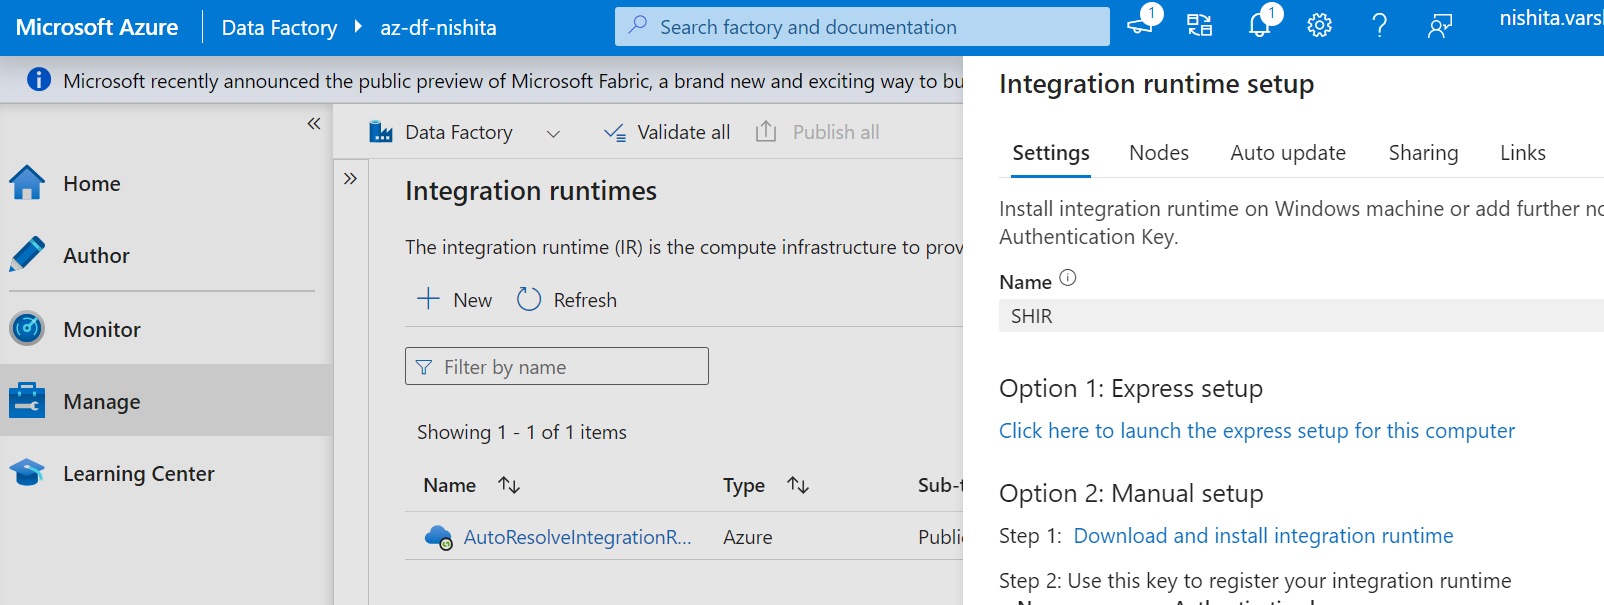 Microsoft Azure
Data Factory
az-df-nishita
Search factory and documentation
1
1
nishita.vars
Microsoft recently announced the public preview of Microsoft Fabric, a brand new and exciting way to bu
Home
Author
Monitor
Manage
Learning Center
Data Factory
Validate all
Publish all
Integration runtimes
The integration runtime (IR) is the compute infrastructure to prov
New
Refresh
Filter by name
Showing 1 - 1 of 1 items
Name
Type
Sub-t
AutoResolveIntegrationR...
Azure
Public
Integration runtime setup
Settings
Nodes
Auto update
Sharing
Links
Install integration runtime on Windows machine or add further no
Authentication Key.
Name
SHIR
Option 1: Express setup
Click here to launch the express setup for this computer
Option 2: Manual setup
Step 1: Download and install integration runtime
Step 2: Use this key to register your integration runtime